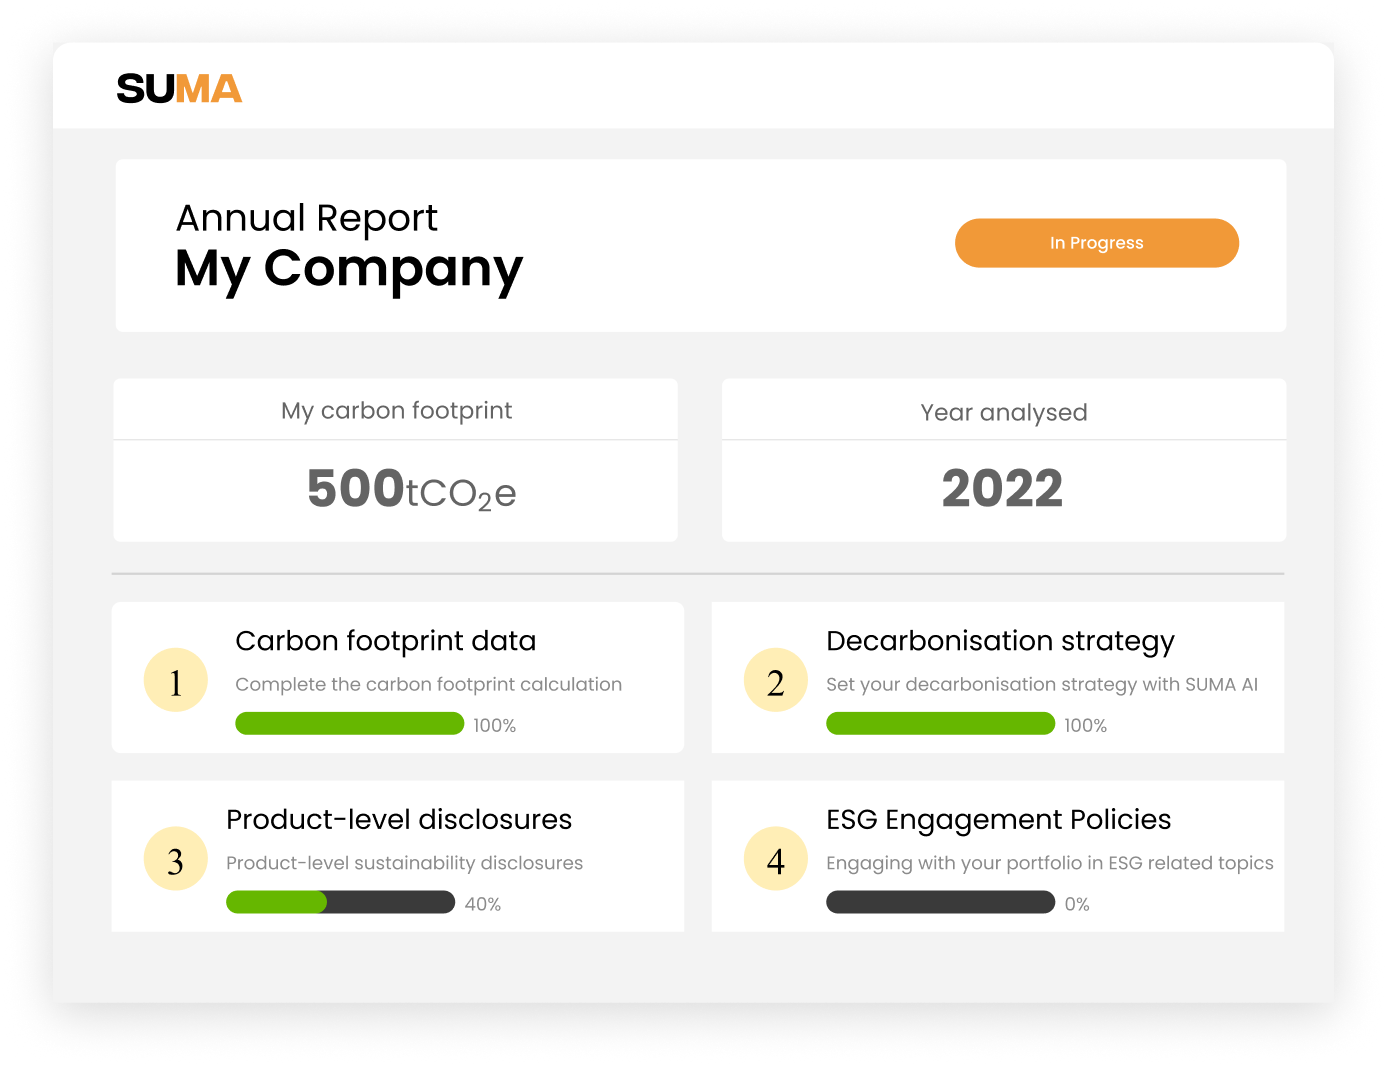 SUMA
Annual Report
My Company
In Progress
My carbon footprint
500tCO₂e
Year analysed
2022
1
Carbon footprint data
Complete the carbon footprint calculation
100%
2
Decarbonisation strategy
Set your decarbonisation strategy with SUMA AI
100%
3
Product-level disclosures
Product-level sustainability disclosures
40%
4
ESG Engagement Policies
Engaging with your portfolio in ESG related topics
0%